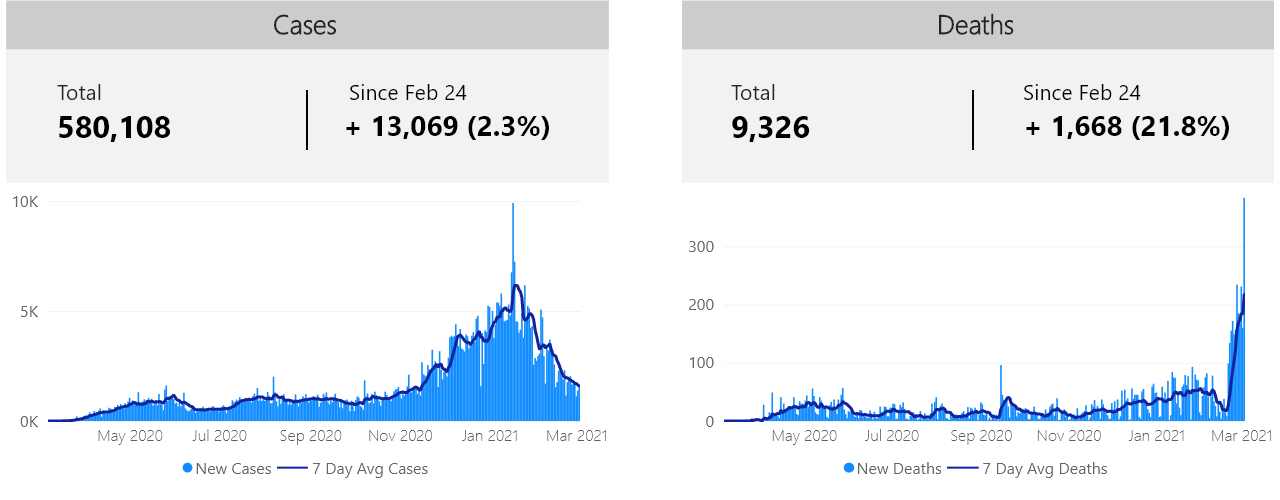 Cases
Total
Since Feb 24
580,108
+ 13,069 (2.3%)
10K
5K
0K
May 2020 Jul 2020 Sep 2020 Nov 2020 Jan 2021 Mar 2021
New Cases 7 Day Avg Cases
Deaths
Total
Since Feb 24
9,326
+ 1,668 (21.8%)
300
200
100
0
May 2020 Jul 2020 Sep 2020 Nov 2020 Jan 2021 Mar 2021
New Deaths 7 Day Avg Deaths